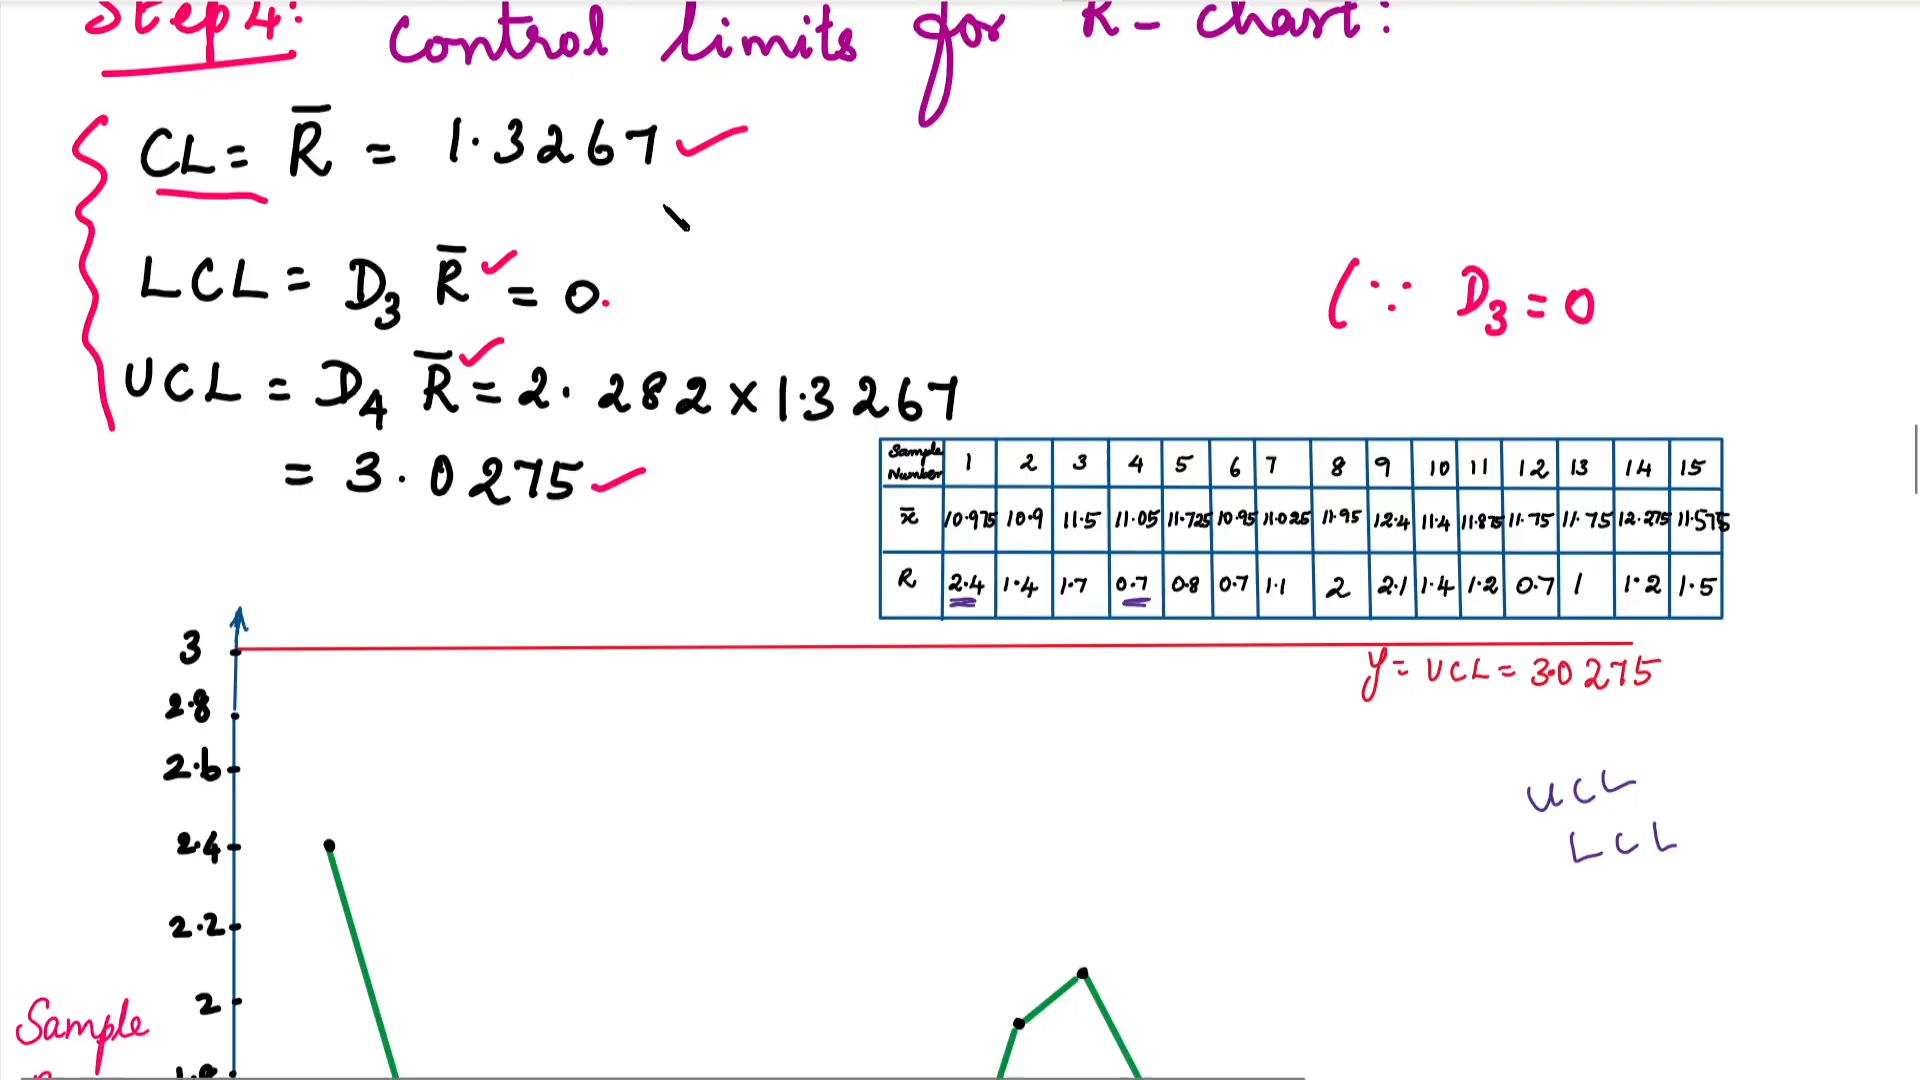 Step 4: Control limits for R- chart:
CL = R̅ = 1.3267
LCL = D₃ R̅ = 0. (∵ D₃ = 0
UCL = D₄ R̅ = 2.282 × 1.3267
= 3.0275
Sample Number 1 2 3 4 5 6 7 8 9 10 11 12 13 14 15
x̅ 10.975 10.9 11.5 11.05 11.725 10.95 11.025 11.95 12.4 11.4 11.875 11.75 11.75 12.275 11.575
R 2.4 1.4 1.7 0.7 0.8 0.7 1.1 2 2.1 1.4 1.2 0.7 1 1.2 1.5
3
y = UCL = 3.0275
2.8
2.6
UCL
LCL
2.4
2.2
2
Sample